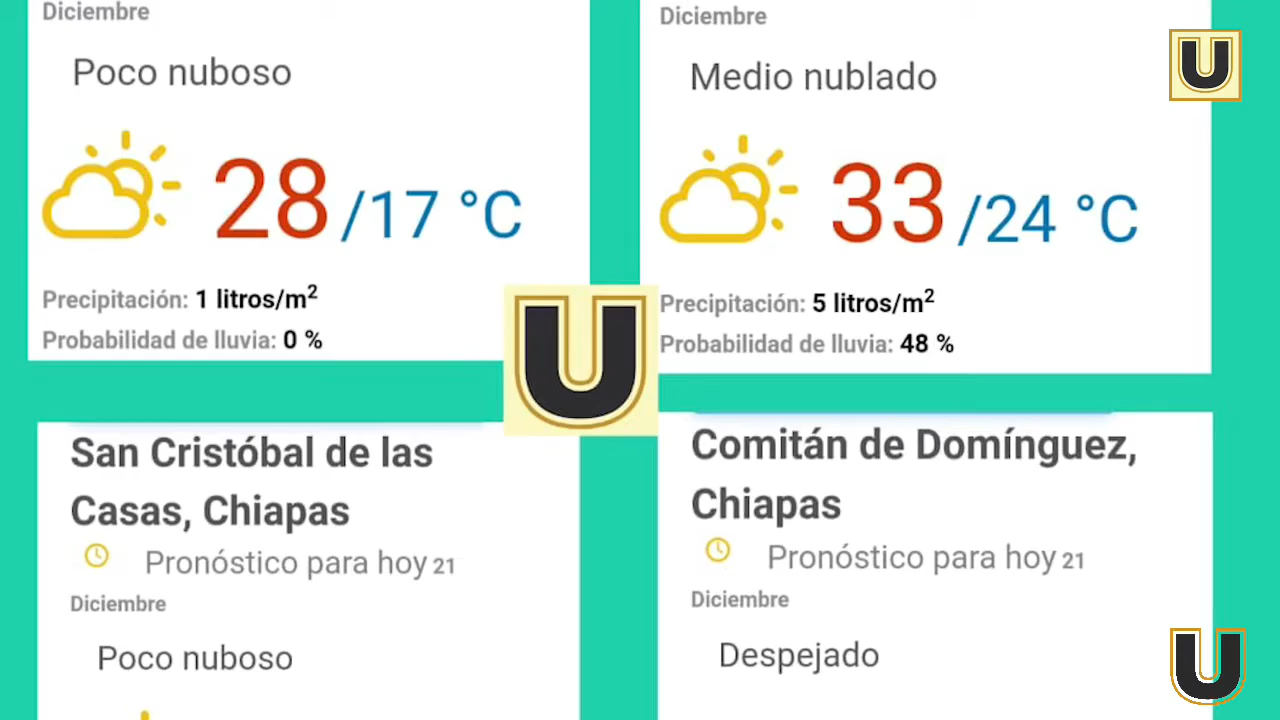 Diciembre
Poco nuboso
28 /17 °C
Precipitación: 1 litros/m²
Probabilidad de lluvia: 0 %
Diciembre
Medio nublado
33 /24 °C
Precipitación: 5 litros/m²
Probabilidad de lluvia: 48 %
U
U
San Cristóbal de las
Casas, Chiapas
Pronóstico para hoy 21
Diciembre
Poco nuboso
Comitán de Domínguez,
Chiapas
Pronóstico para hoy 21
Diciembre
Despejado
U